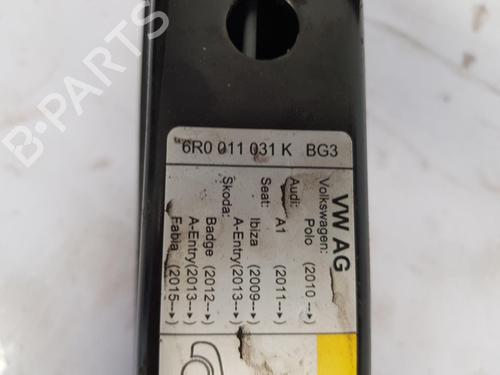 6R0 011 031 K BG3
VW AG
Volkswagen:
Polo (2010-->)
Audi:
A1 (2011-->)
Seat:
Ibiza (2009-->)
A-Entry(2013-->)
Skoda:
Badge (2012-->)
A-Entry(2013-->)
Fabia (2015-->)
B-PARTS